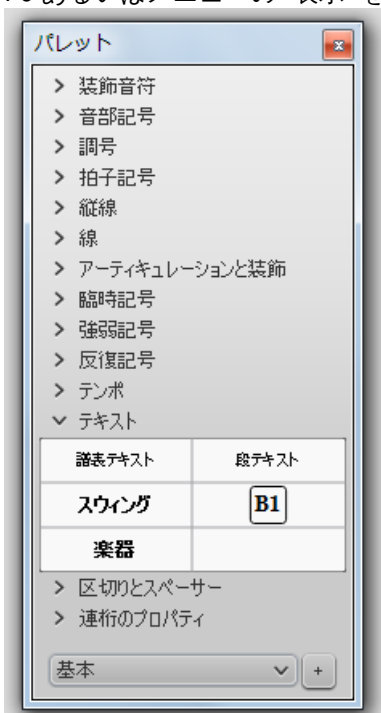 パレット
装飾音符
音部記号
調号
拍子記号
縦線
線
アーティキュレーションと装飾
臨時記号
強弱記号
反復記号
テンポ
テキスト
譜表テキスト 段テキスト
スウィング B1
楽器
区切りとスペーサー
連桁のプロパティ
基本 +